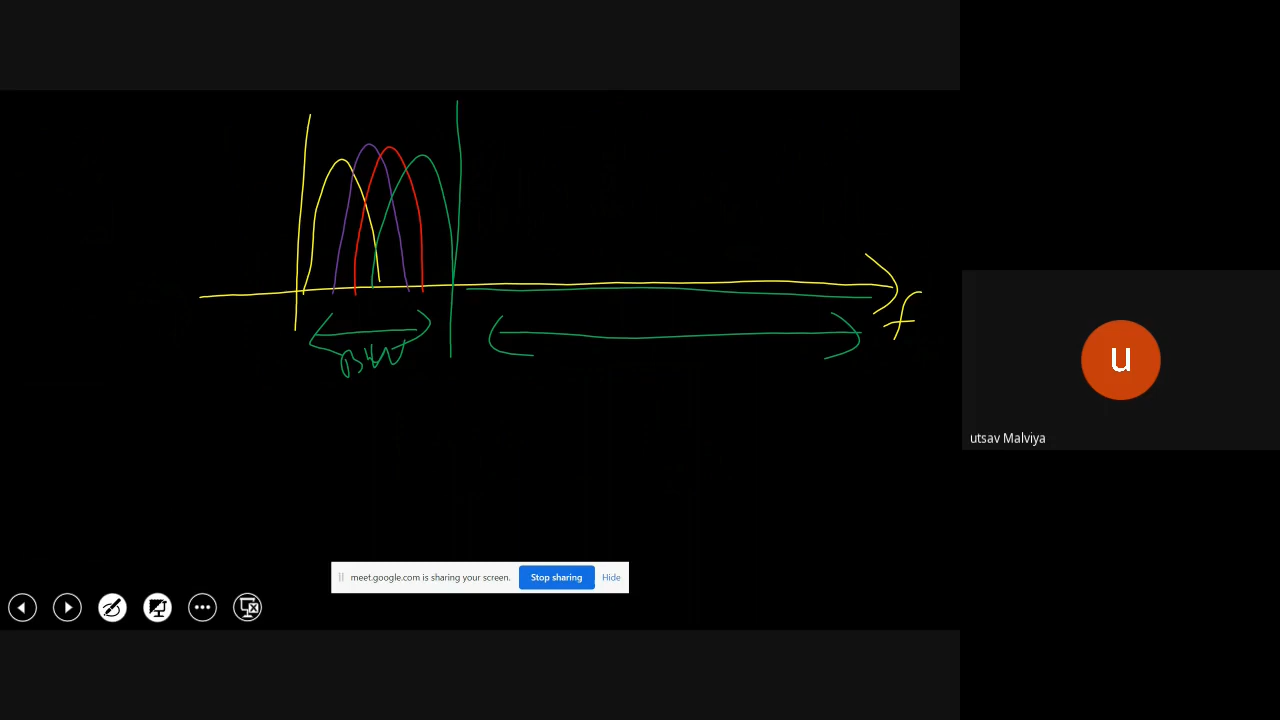 f
BW
meet.google.com is sharing your screen. Stop sharing Hide
u
utsav Malviya